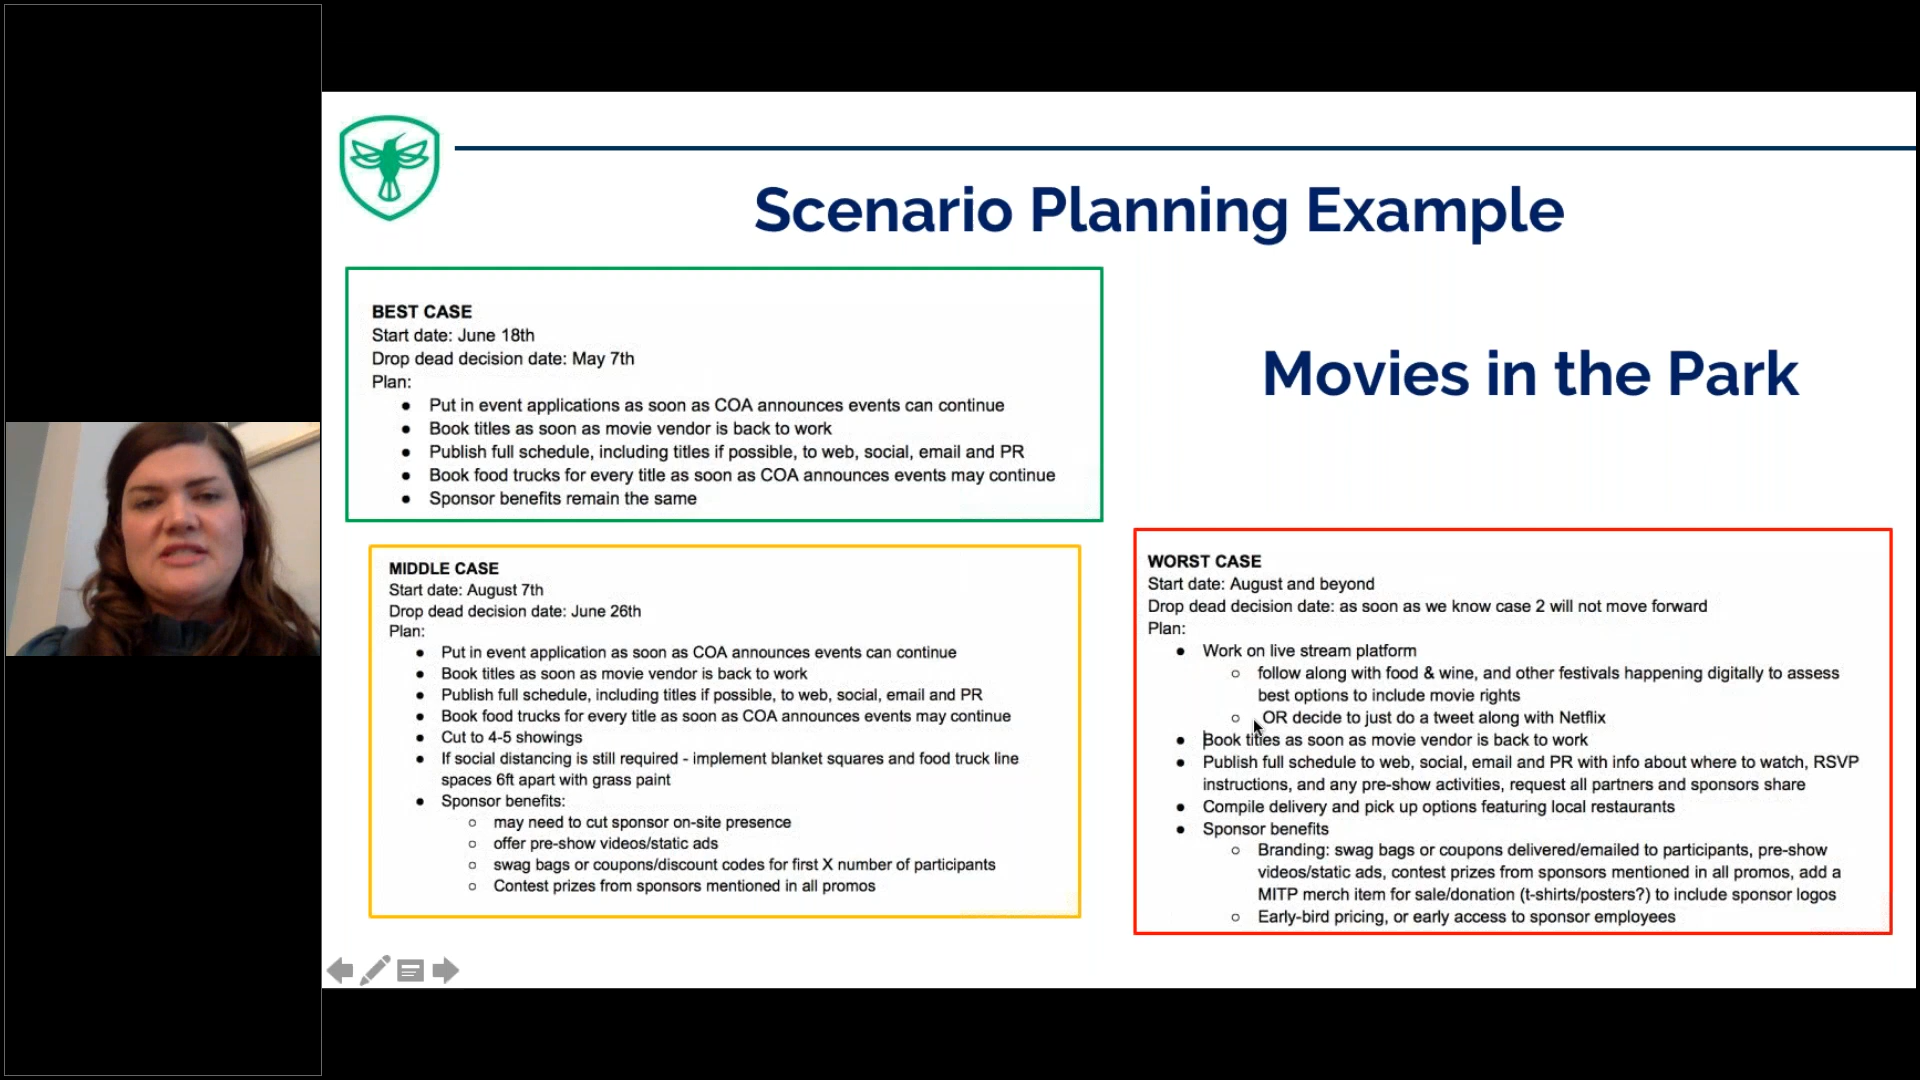 Scenario Planning Example
Movies in the Park
BEST CASE
Start date: June 18th
Drop dead decision date: May 7th
Plan:
● Put in event applications as soon as COA announces events can continue
● Book titles as soon as movie vendor is back to work
● Publish full schedule, including titles if possible, to web, social, email and PR
● Book food trucks for every title as soon as COA announces events may continue
● Sponsor benefits remain the same
MIDDLE CASE
Start date: August 7th
Drop dead decision date: June 26th
Plan:
● Put in event application as soon as COA announces events can continue
● Book titles as soon as movie vendor is back to work
● Publish full schedule, including titles if possible, to web, social, email and PR
● Book food trucks for every title as soon as COA announces events may continue
● Cut to 4-5 showings
● If social distancing is still required - implement blanket squares and food truck line
spaces 6ft apart with grass paint
● Sponsor benefits:
○ may need to cut sponsor on-site presence
○ offer pre-show videos/static ads
○ swag bags or coupons/discount codes for first X number of participants
○ Contest prizes from sponsors mentioned in all promos
WORST CASE
Start date: August and beyond
Drop dead decision date: as soon as we know case 2 will not move forward
Plan:
● Work on live stream platform
○ follow along with food & wine, and other festivals happening digitally to assess
best options to include movie rights
○ OR decide to just do a tweet along with Netflix
● Book titles as soon as movie vendor is back to work
● Publish full schedule to web, social, email and PR with info about where to watch, RSVP
instructions, and any pre-show activities, request all partners and sponsors share
● Compile delivery and pick up options featuring local restaurants
● Sponsor benefits
○ Branding: swag bags or coupons delivered/emailed to participants, pre-show
videos/static ads, contest prizes from sponsors mentioned in all promos, add a
MITP merch item for sale/donation (t-shirts/posters?) to include sponsor logos
○ Early-bird pricing, or early access to sponsor employees